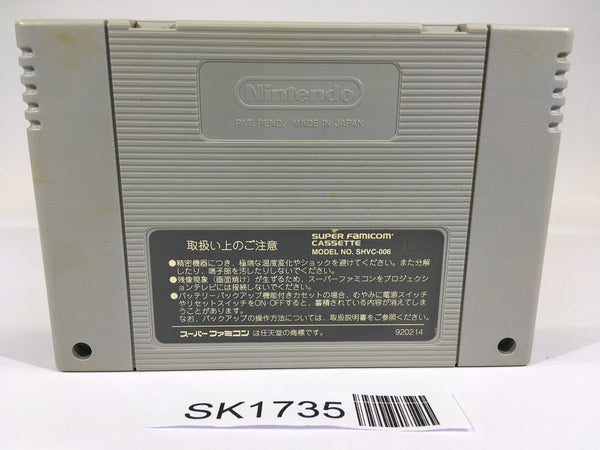 Nintendo
PAT. PEND. MADE IN JAPAN
取扱い上のご注意
SUPER FAMICOM
CASSETTE
MODEL NO. SHVC-006
●精密機器につき、極端な温度変化やショックを避けてください。また分解
したり、端子部を汚したりしないでください。
●残像現象（画面焼け）が生ずるため、スーパーファミコンをプロジェクシ
ョンテレビには接続しないでください。
●バッテリーバックアップ機能付きカセットの場合、むやみに電源スイッチ
やリセットスイッチをON・OFFすると、蓄積されている内容が消えてしま
うことがあります。
なお、バックアップの操作方法については、取扱説明書をご参照ください。
スーパーファミコンは任天堂の商標です。
920214
SK1735